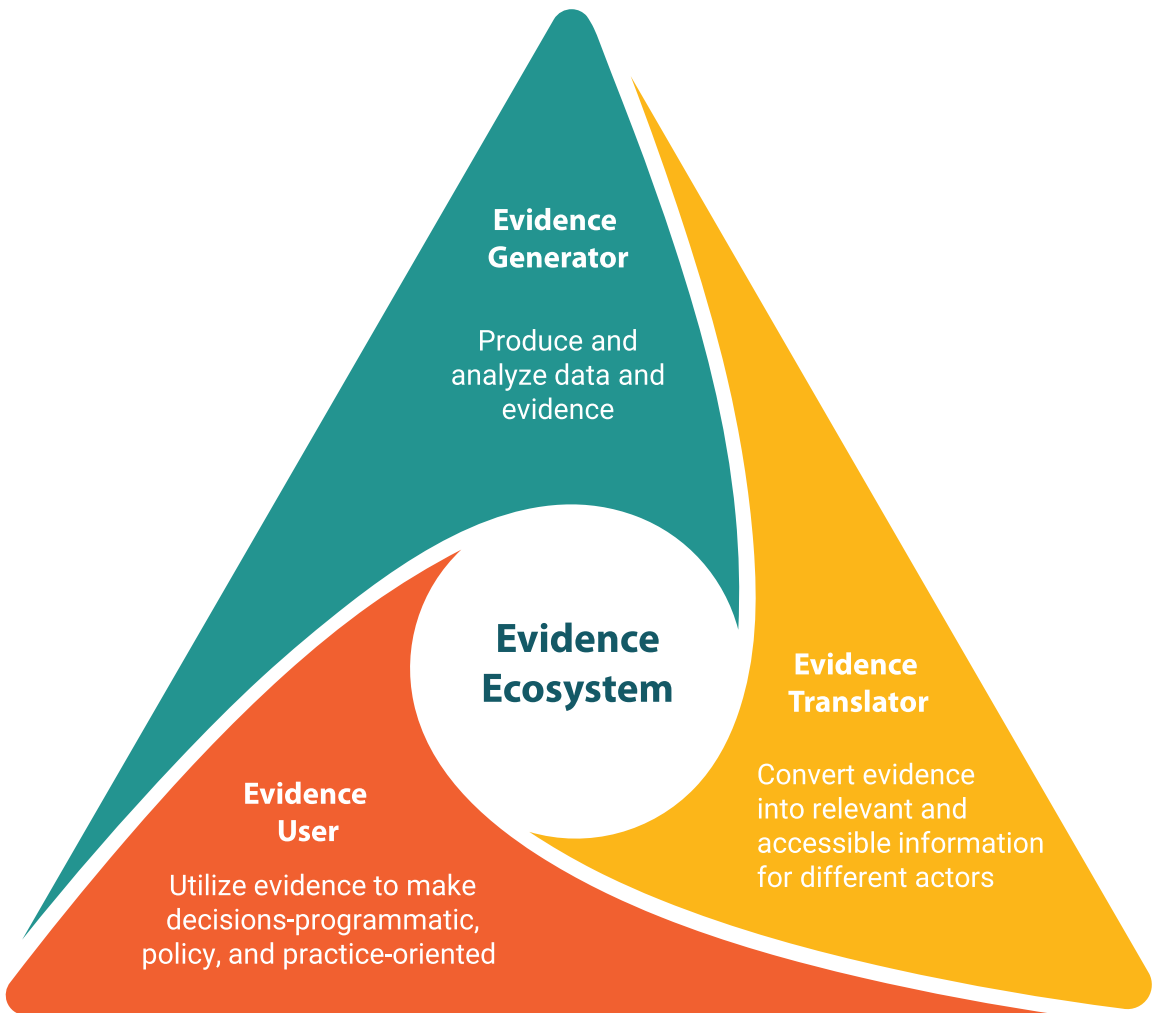 Evidence
Generator
Produce and
analyze data and
evidence
Evidence
Ecosystem
Evidence
Translator
Convert evidence
into relevant and
accessible information
for different actors
Evidence
User
Utilize evidence to make
decisions-programmatic,
policy, and practice-oriented